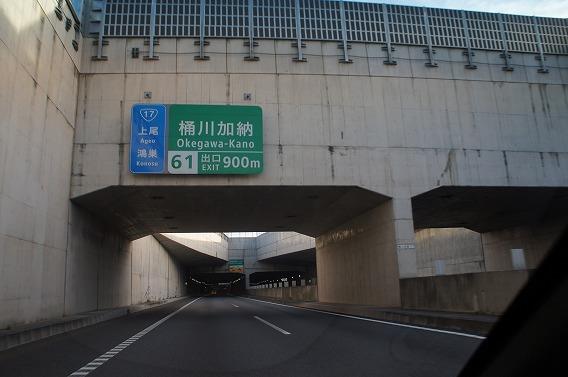 17
上尾
Ageo
鴻巣
Konosu
桶川加納
Okegawa-Kano
61 出口 EXIT 900m